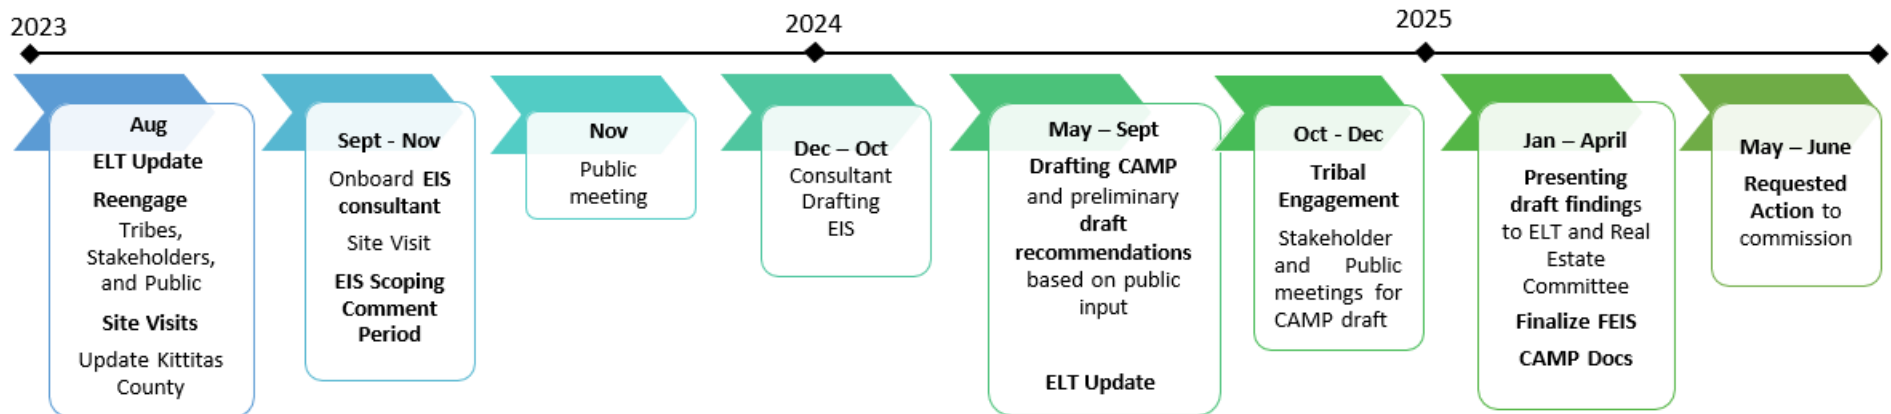 2023
2024
2025
Aug
ELT Update
Reengage
Tribes,
Stakeholders,
and Public
Site Visits
Update Kittitas
County
Sept - Nov
Onboard EIS
consultant
Site Visit
EIS Scoping
Comment
Period
Nov
Public
meeting
Dec – Oct
Consultant
Drafting
EIS
May – Sept
Drafting CAMP
and preliminary
draft
recommendations
based on public
input
ELT Update
Oct - Dec
Tribal
Engagement
Stakeholder
and Public
meetings for
CAMP draft
Jan – April
Presenting
draft findings
to ELT and Real
Estate
Committee
Finalize FEIS
CAMP Docs
May – June
Requested
Action to
commission